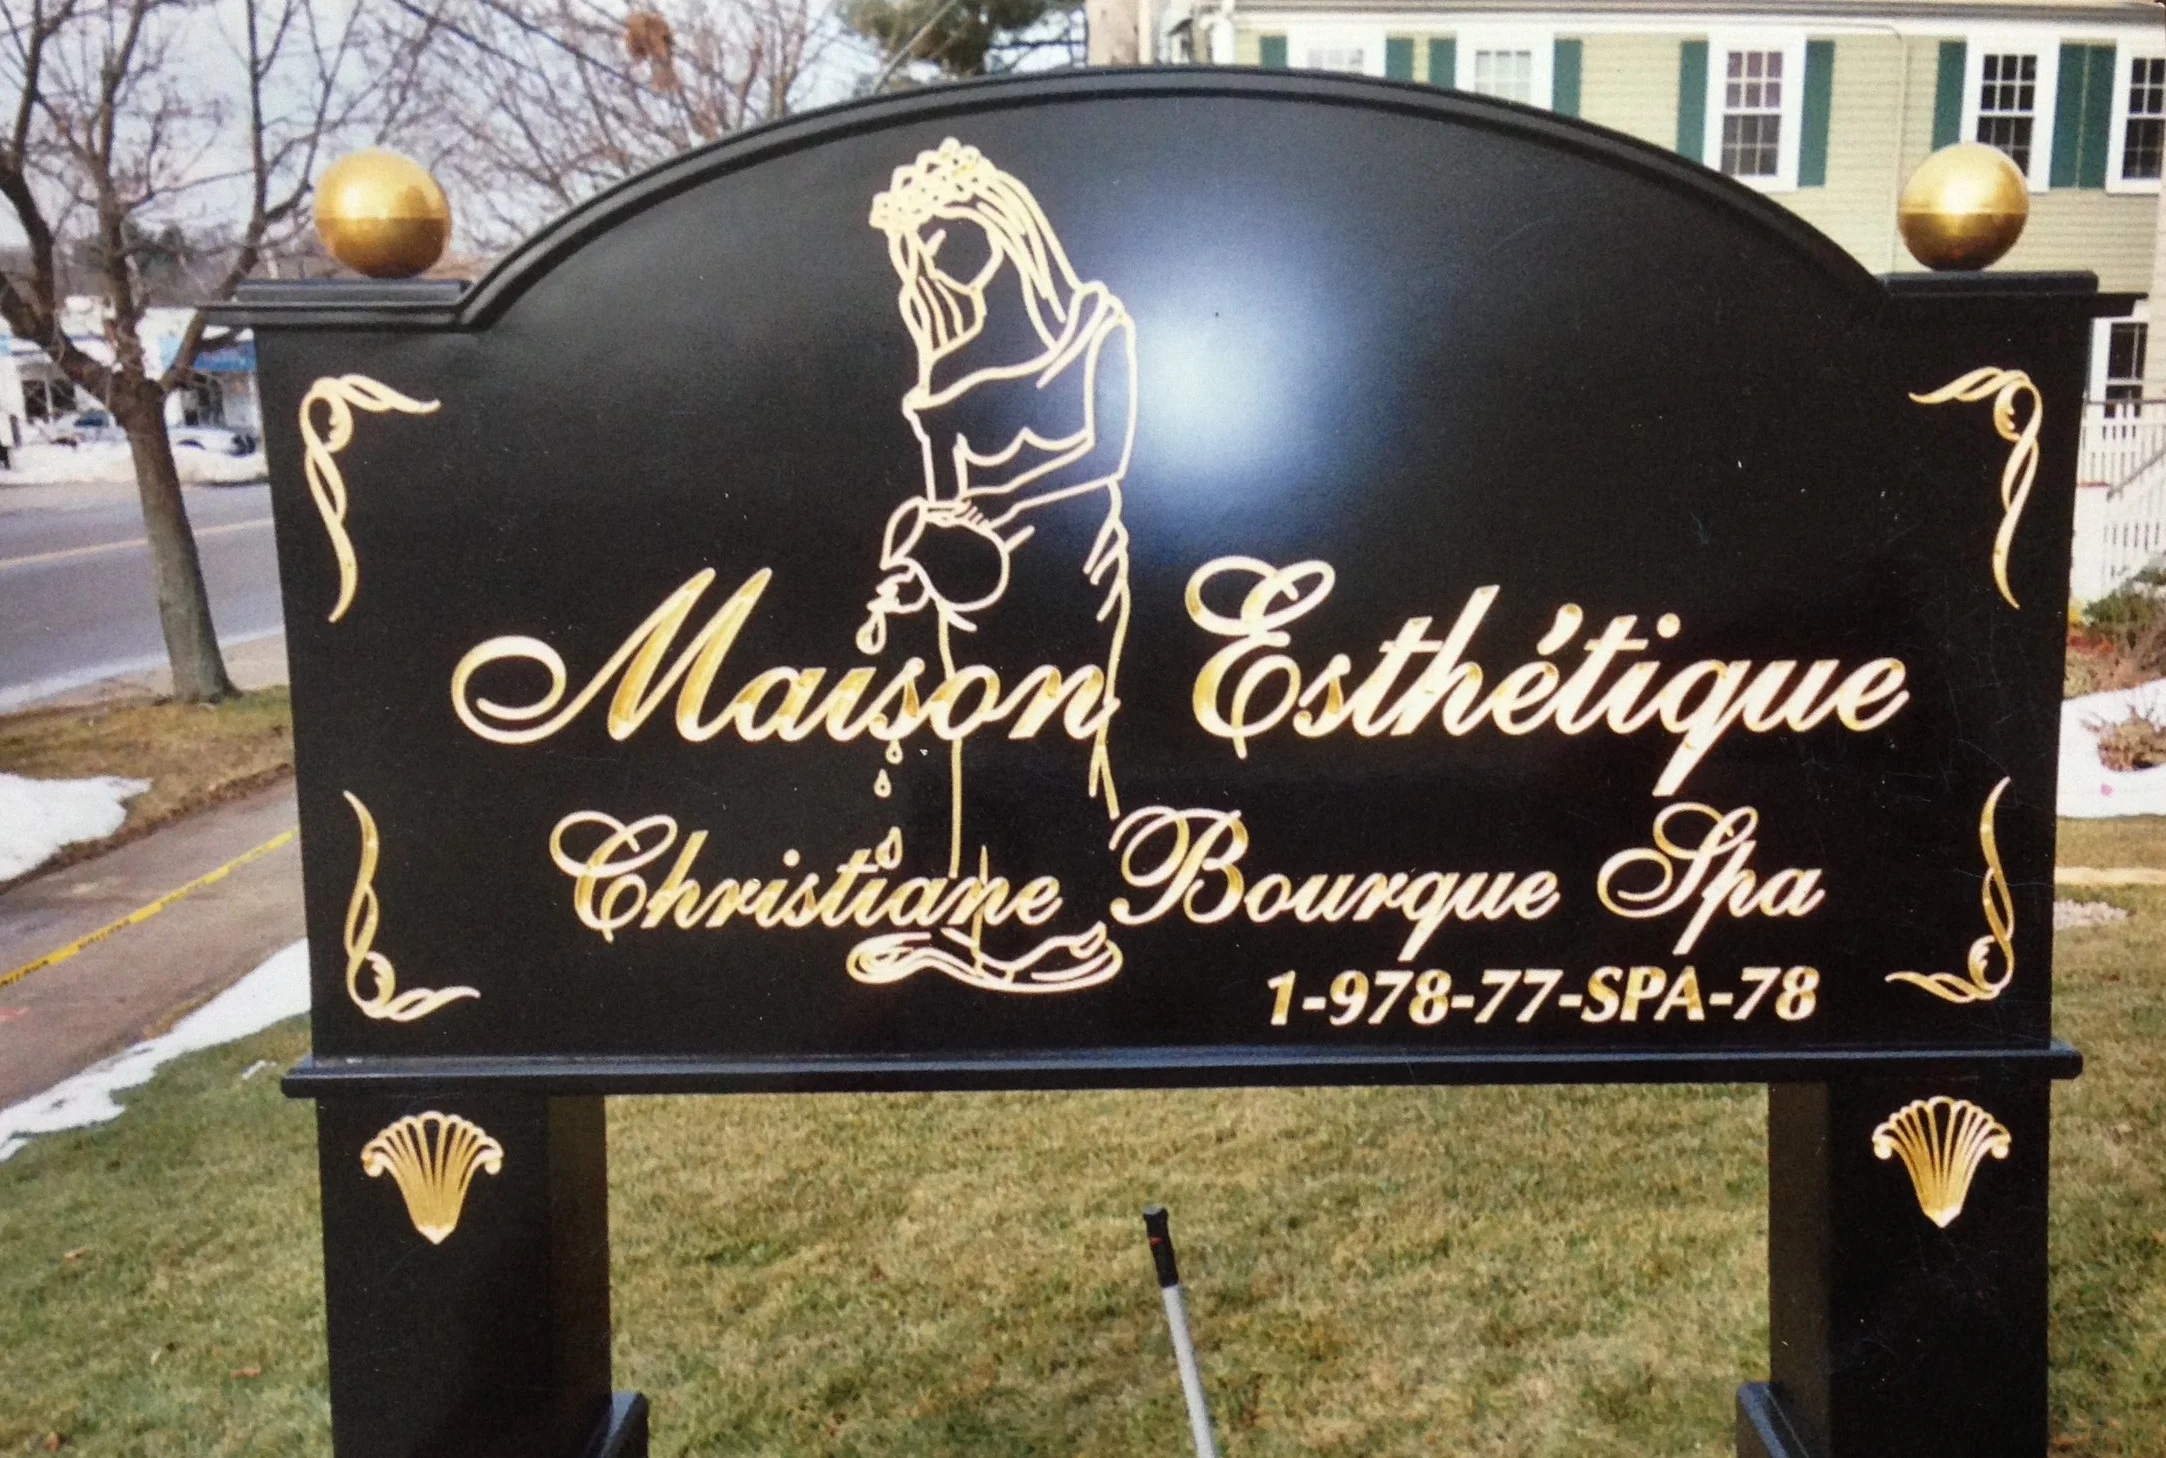 Maison Esthétique
Christiane Bourque Spa
1-978-77-SPA-78